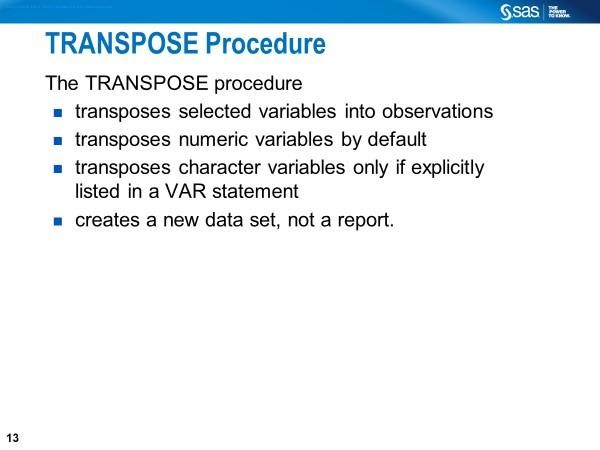 sas THE
POWER
TO KNOW.
TRANSPOSE Procedure
The TRANSPOSE procedure
transposes selected variables into observations
transposes numeric variables by default
transposes character variables only if explicitly
listed in a VAR statement
creates a new data set, not a report.
13